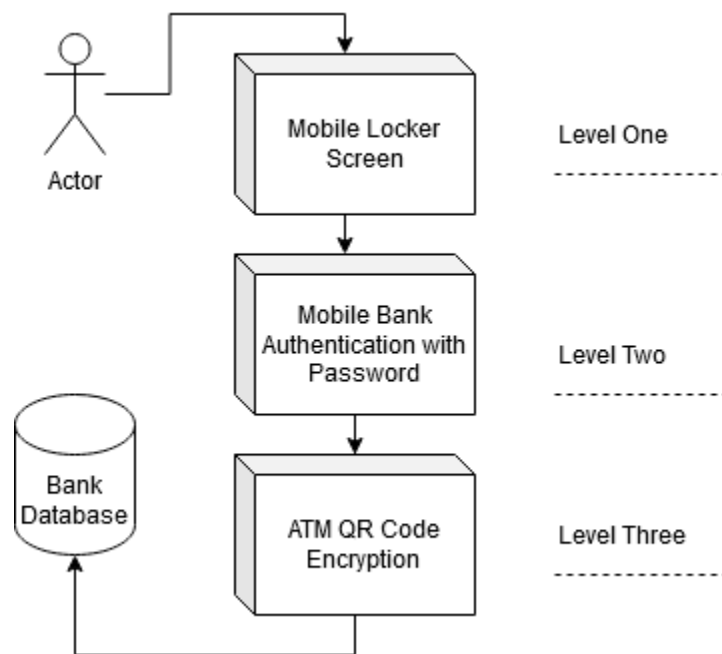 Mobile Locker
Screen
Level One
Actor
Mobile Bank
Authentication with
Password
Level Two
Bank
Database
ATM QR Code
Encryption
Level Three